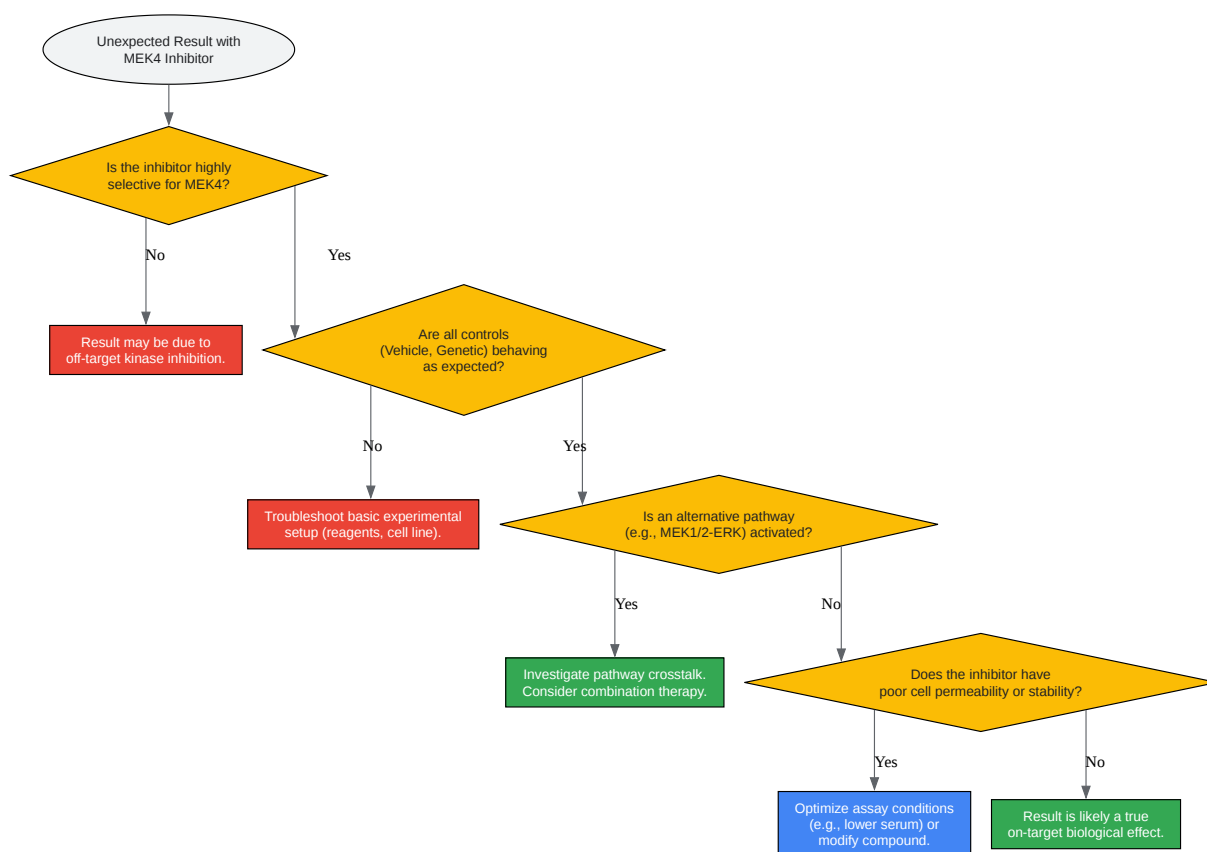 Unexpected Result with
MEK4 Inhibitor
Is the inhibitor highly
selective for MEK4?
No
Yes
Result may be due to
off-target kinase inhibition.
Are all controls
(Vehicle, Genetic) behaving
as expected?
No
Yes
Troubleshoot basic experimental
setup (reagents, cell line).
Is an alternative pathway
(e.g., MEK1/2-ERK) activated?
Yes
No
Investigate pathway crosstalk.
Consider combination therapy.
Does the inhibitor have
poor cell permeability or stability?
Yes
No
Optimize assay conditions
(e.g., lower serum) or
modify compound.
Result is likely a true
on-target biological effect.